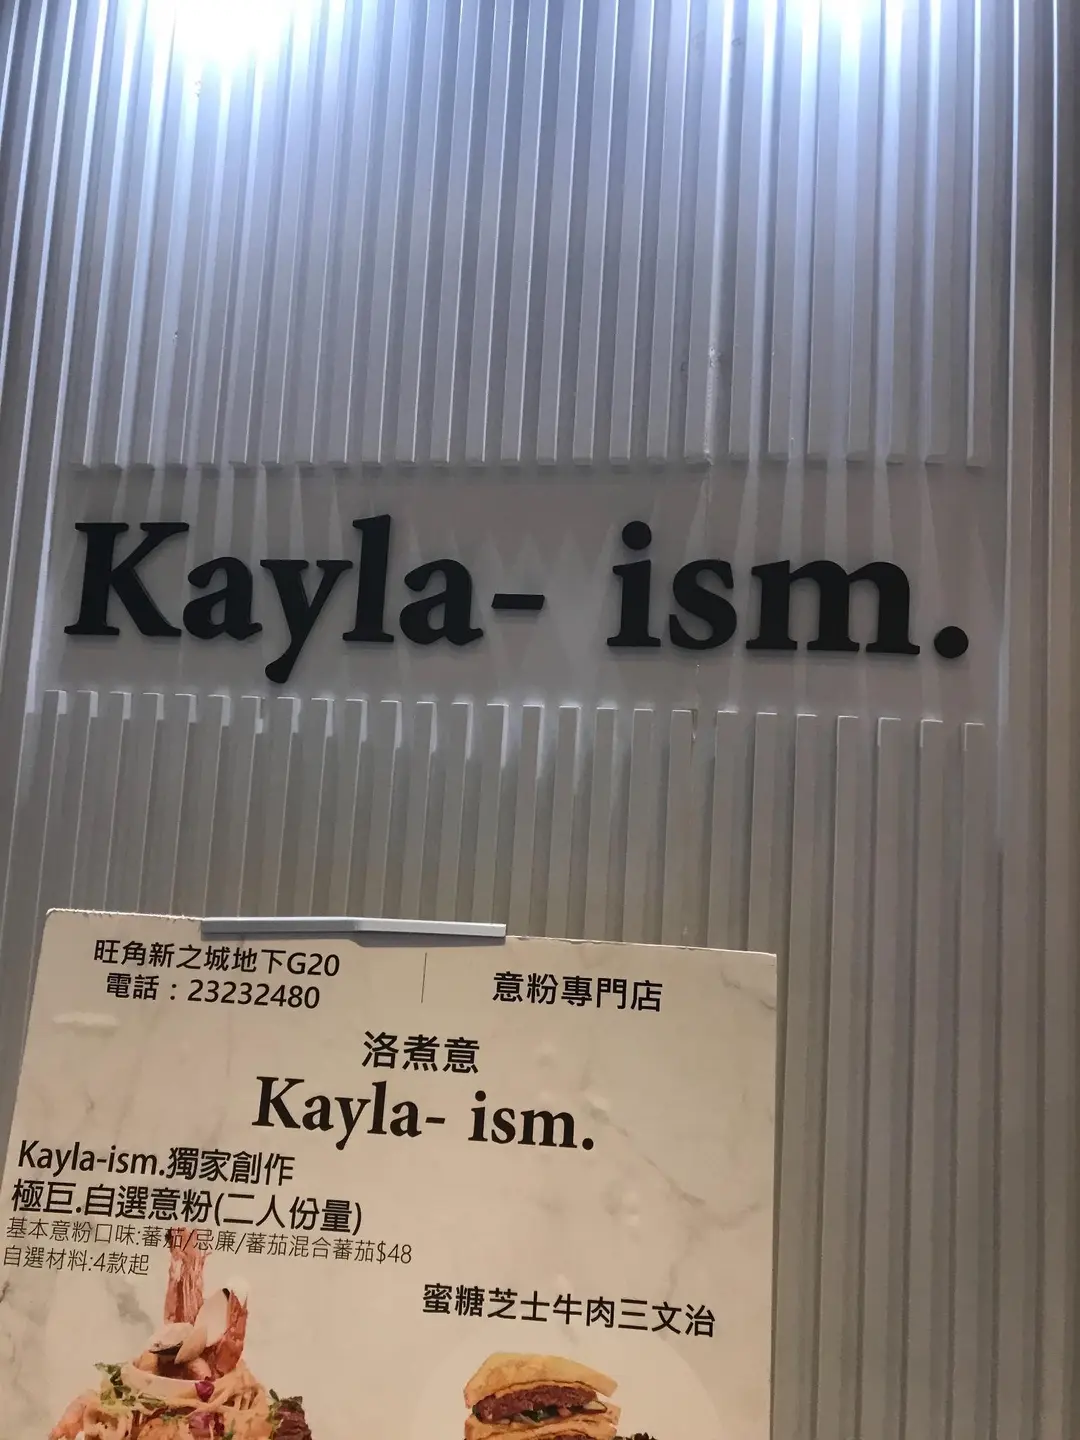 Kayla- ism.
旺角新之城地下G20
電話：23232480
意粉專門店
洛煮意
Kayla- ism.
Kayla-ism.獨家創作
極巨.自選意粉(二人份量)
基本意粉口味:蕃茄/忌廉/蕃茄混合蕃茄$48
自選材料:4款起
蜜糖芝士牛肉三文治